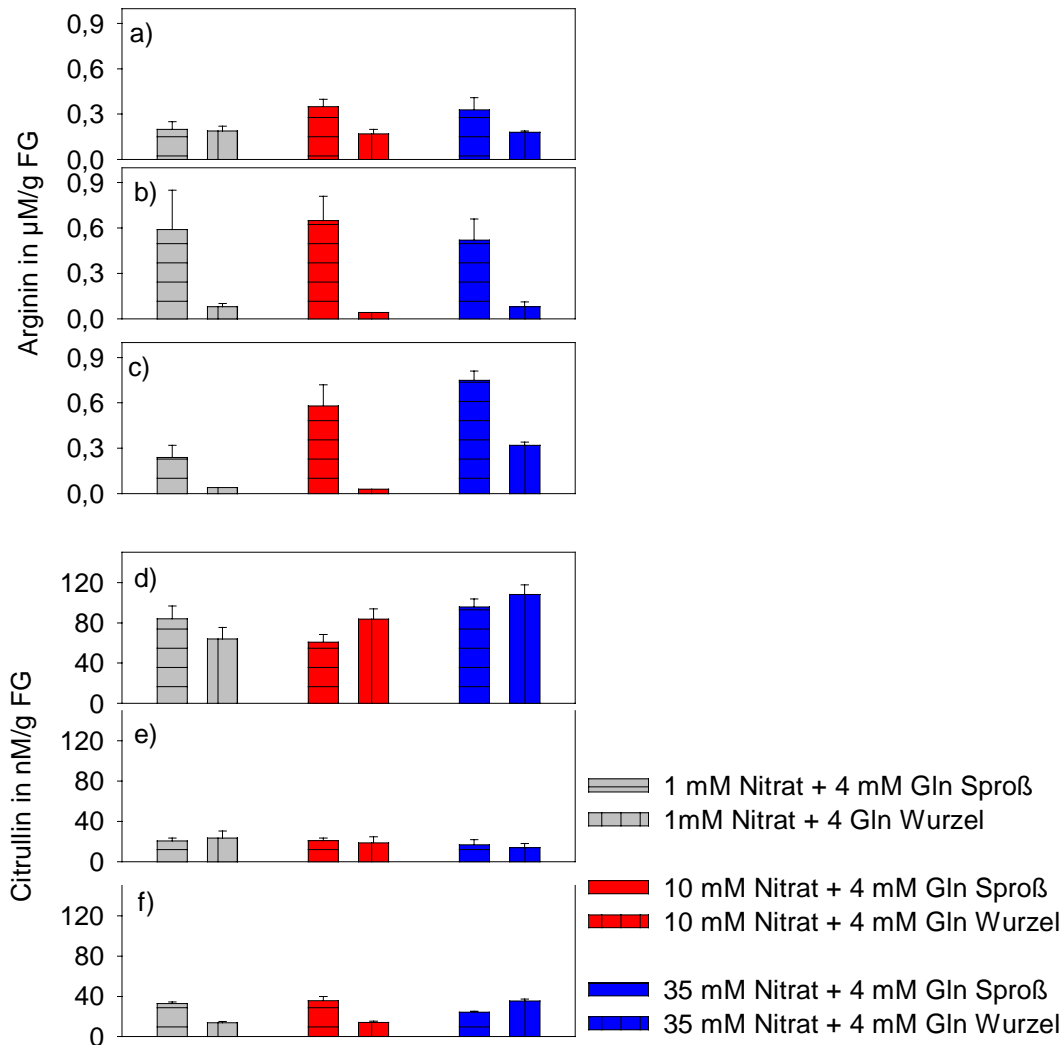 Arginin in µM/g FG
0,9
a)
0,6
0,3
0,0
0,9
b)
0,6
0,3
0,0
0,9
c)
0,6
0,3
0,0
Citrullin in nM/g FG
d)
120
80
40
0
e)
120
80
40
0
f)
120
80
40
0
1 mM Nitrat + 4 mM Gln Sproß
1mM Nitrat + 4 Gln Wurzel
10 mM Nitrat + 4 mM Gln Sproß
10 mM Nitrat + 4 mM Gln Wurzel
35 mM Nitrat + 4 mM Gln Sproß
35 mM Nitrat + 4 mM Gln Wurzel